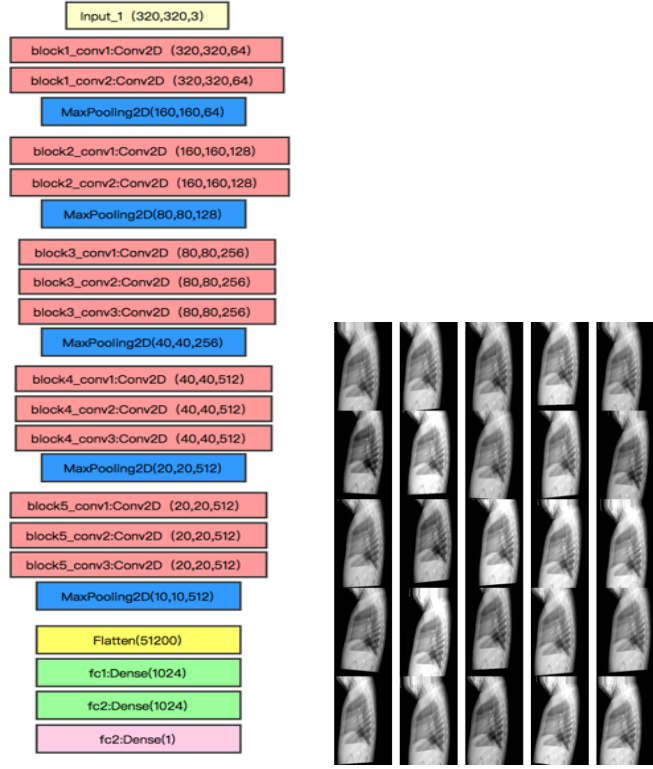 Input_1 (320,320,3)
block1_conv1:Conv2D (320,320,64)
block1_conv2:Conv2D (320,320,64)
MaxPooling2D(160,160,64)
block2_conv1:Conv2D (160,160,128)
block2_conv2:Conv2D (160,160,128)
MaxPooling2D(80,80,128)
block3_conv1:Conv2D (80,80,256)
block3_conv2:Conv2D (80,80,256)
block3_conv3:Conv2D (80,80,256)
MaxPooling2D(40,40,256)
block4_conv1:Conv2D (40,40,512)
block4_conv2:Conv2D (40,40,512)
block4_conv3:Conv2D (40,40,512)
MaxPooling2D(20,20,512)
block5_conv1:Conv2D (20,20,512)
block5_conv2:Conv2D (20,20,512)
block5_conv3:Conv2D (20,20,512)
MaxPooling2D(10,10,512)
Flatten(51200)
fc1:Dense(1024)
fc2:Dense(1024)
fc2:Dense(1)